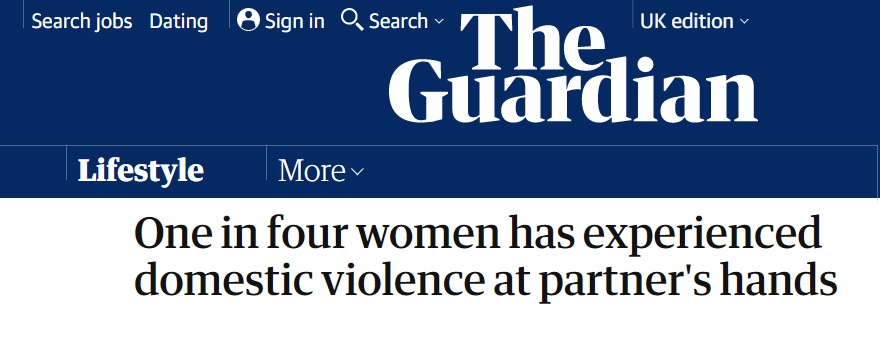 Search jobs Dating Sign in Search UK edition
The
Guardian
Lifestyle More
One in four women has experienced
domestic violence at partner's hands